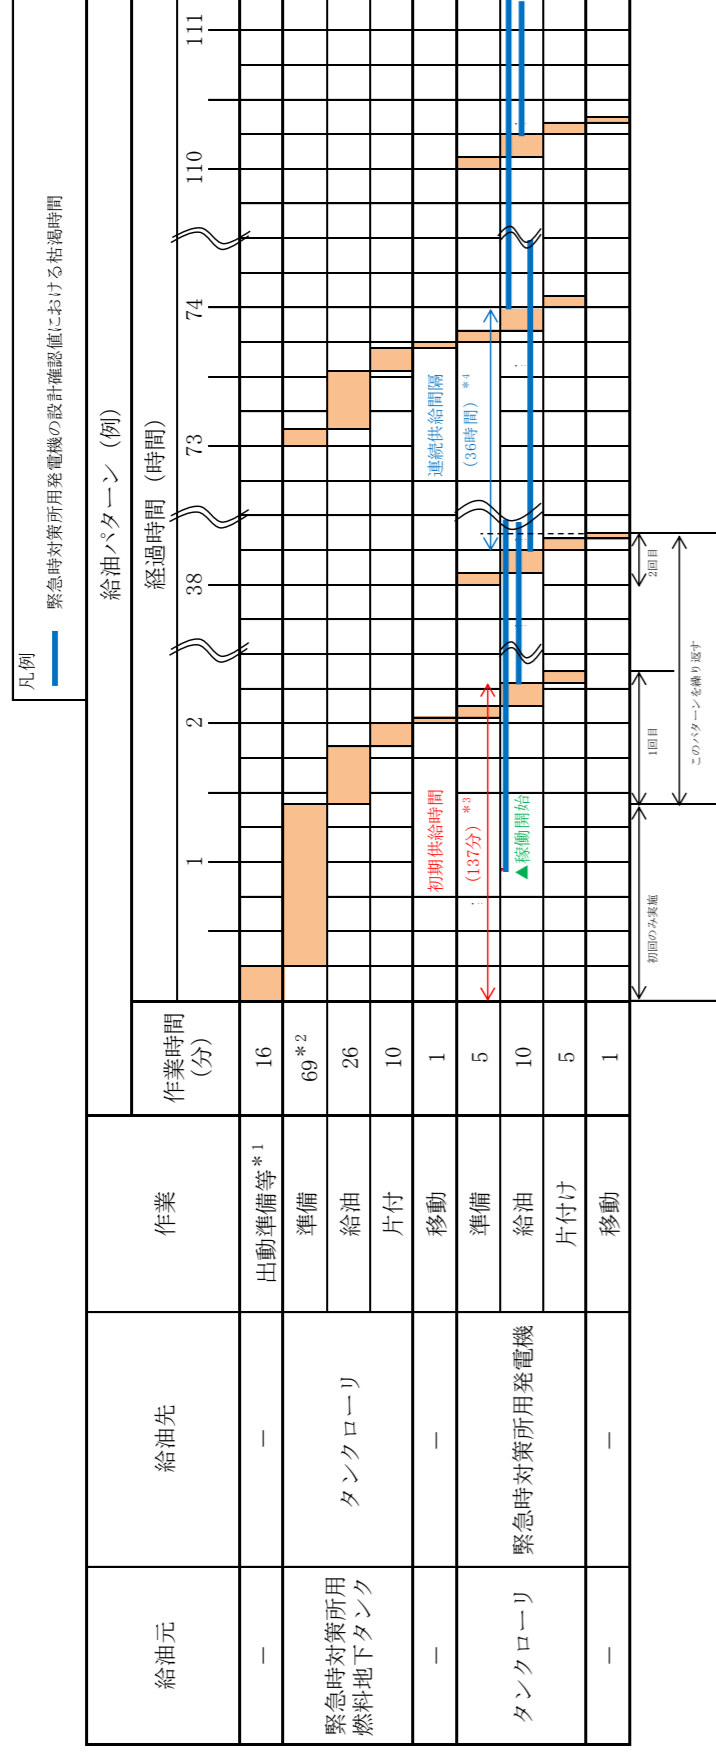 凡例
緊急時対策所用発電機の設計確認値における枯渇時間
給油元
給油先
作業
作業時間
(分)
給油パターン（例）
経過時間（時間）
1
2
38
73
74
110
111
－
－
出動準備等＊1
16
緊急時対策所用
燃料地下タンク
タンクローリ
準備
69＊2
給油
26
片付
10
－
－
移動
1
タンクローリ
緊急時対策所用発電機
準備
5
給油
10
片付け
5
－
－
移動
1
初期供給時間
（137分）＊3
▲稼働開始
連続供給間隔
（36時間）＊4
初回のみ実施
1回目
2回目
このパターンを繰り返す